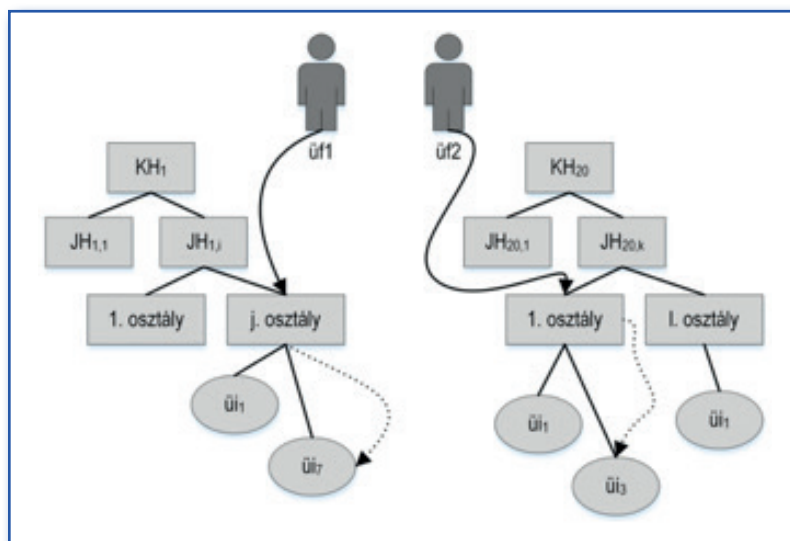 üf1
üf2
KH₁
KH₂₀
JH₁,₁
JH₁,ᵢ
JH₂₀,₁
JH₂₀,ₖ
1. osztály
j. osztály
1. osztály
l. osztály
üi₁
üi₇
üi₁
üi₃
üi₁